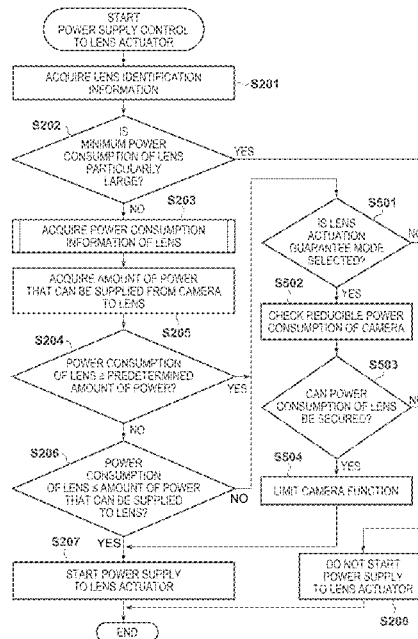 START
POWER SUPPLY CONTROL
TO LENS ACTUATOR
ACQUIRE LENS IDENTIFICATION
INFORMATION
S201
S202
IS
MINIMUM POWER
CONSUMPTION OF LENS
PARTICULARLY
LARGE?
YES
NO
S203
ACQUIRE POWER CONSUMPTION
INFORMATION OF LENS
ACQUIRE AMOUNT OF POWER
THAT CAN BE SUPPLIED FROM CAMERA
TO LENS
S205
S204
POWER CONSUMPTION
OF LENS ≥ PREDETERMINED
AMOUNT OF POWER?
YES
NO
S206
POWER
CONSUMPTION
OF LENS ≤ AMOUNT OF POWER
THAT CAN BE SUPPLIED
TO LENS?
NO
YES
S207
START POWER SUPPLY
TO LENS ACTUATOR
END
S501
IS LENS
ACTUATION
GUARANTEE MODE
SELECTED?
NO
YES
S502
CHECK REDUCIBLE POWER
CONSUMPTION OF CAMERA
S503
CAN POWER
CONSUMPTION OF LENS
BE SECURED?
NO
YES
S504
LIMIT CAMERA FUNCTION
DO NOT START
POWER SUPPLY
TO LENS ACTUATOR